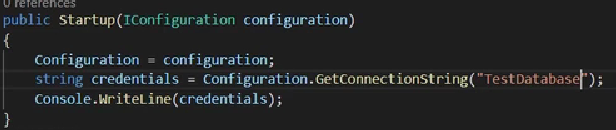 0 references
public Startup(IConfiguration configuration)
{
    Configuration = configuration;
    string credentials = Configuration.GetConnectionString("TestDatabase");
    Console.WriteLine(credentials);
}